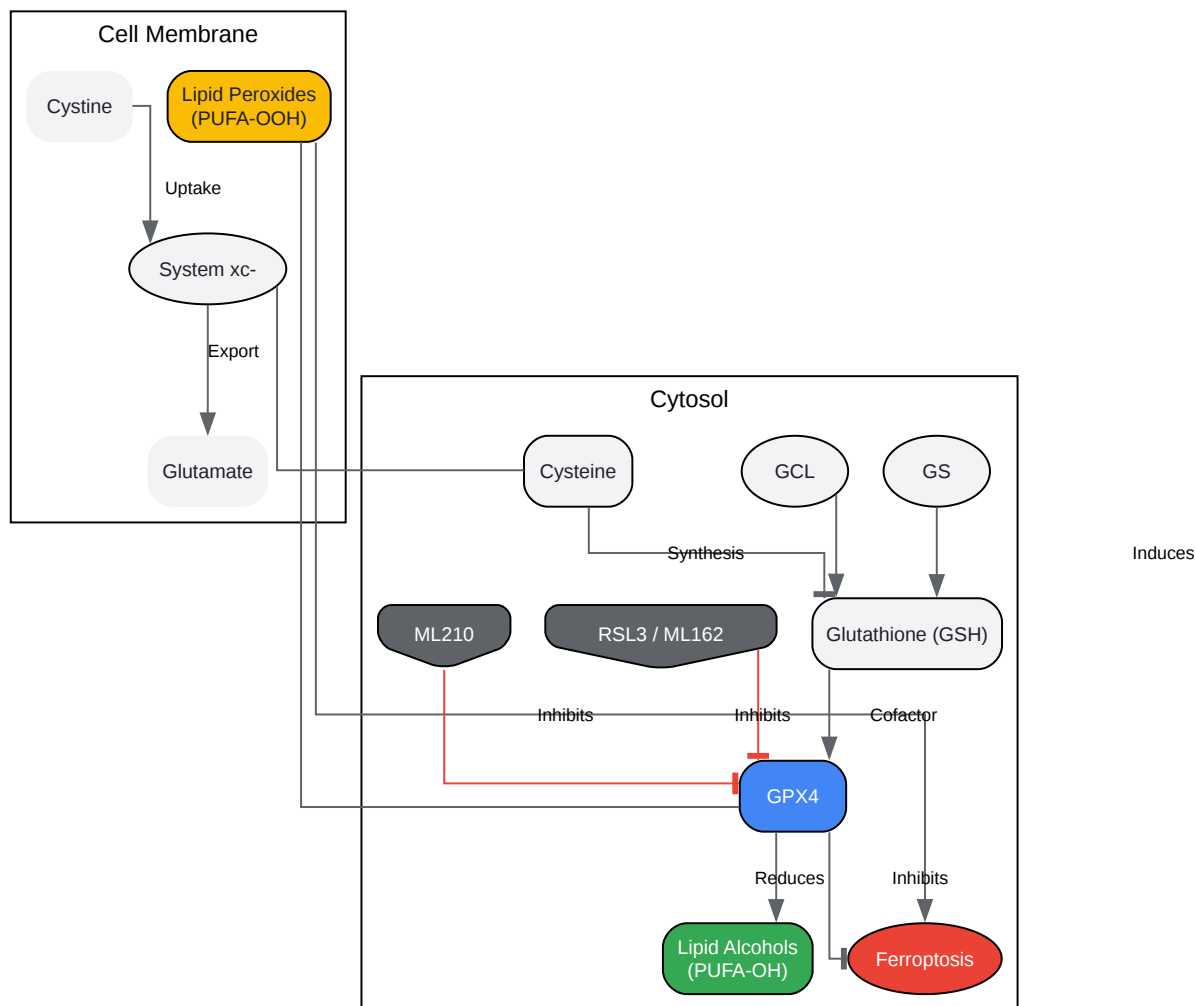 Cell Membrane
Cystine
Lipid Peroxides
(PUFA-OOH)
Uptake
System xc-
Export
Glutamate
Cytosol
Cysteine
GCL
GS
Synthesis
Induces
ML210
RSL3 / ML162
Glutathione (GSH)
Inhibits
Inhibits
Cofactor
GPX4
Reduces
Inhibits
Lipid Alcohols
(PUFA-OH)
Ferroptosis